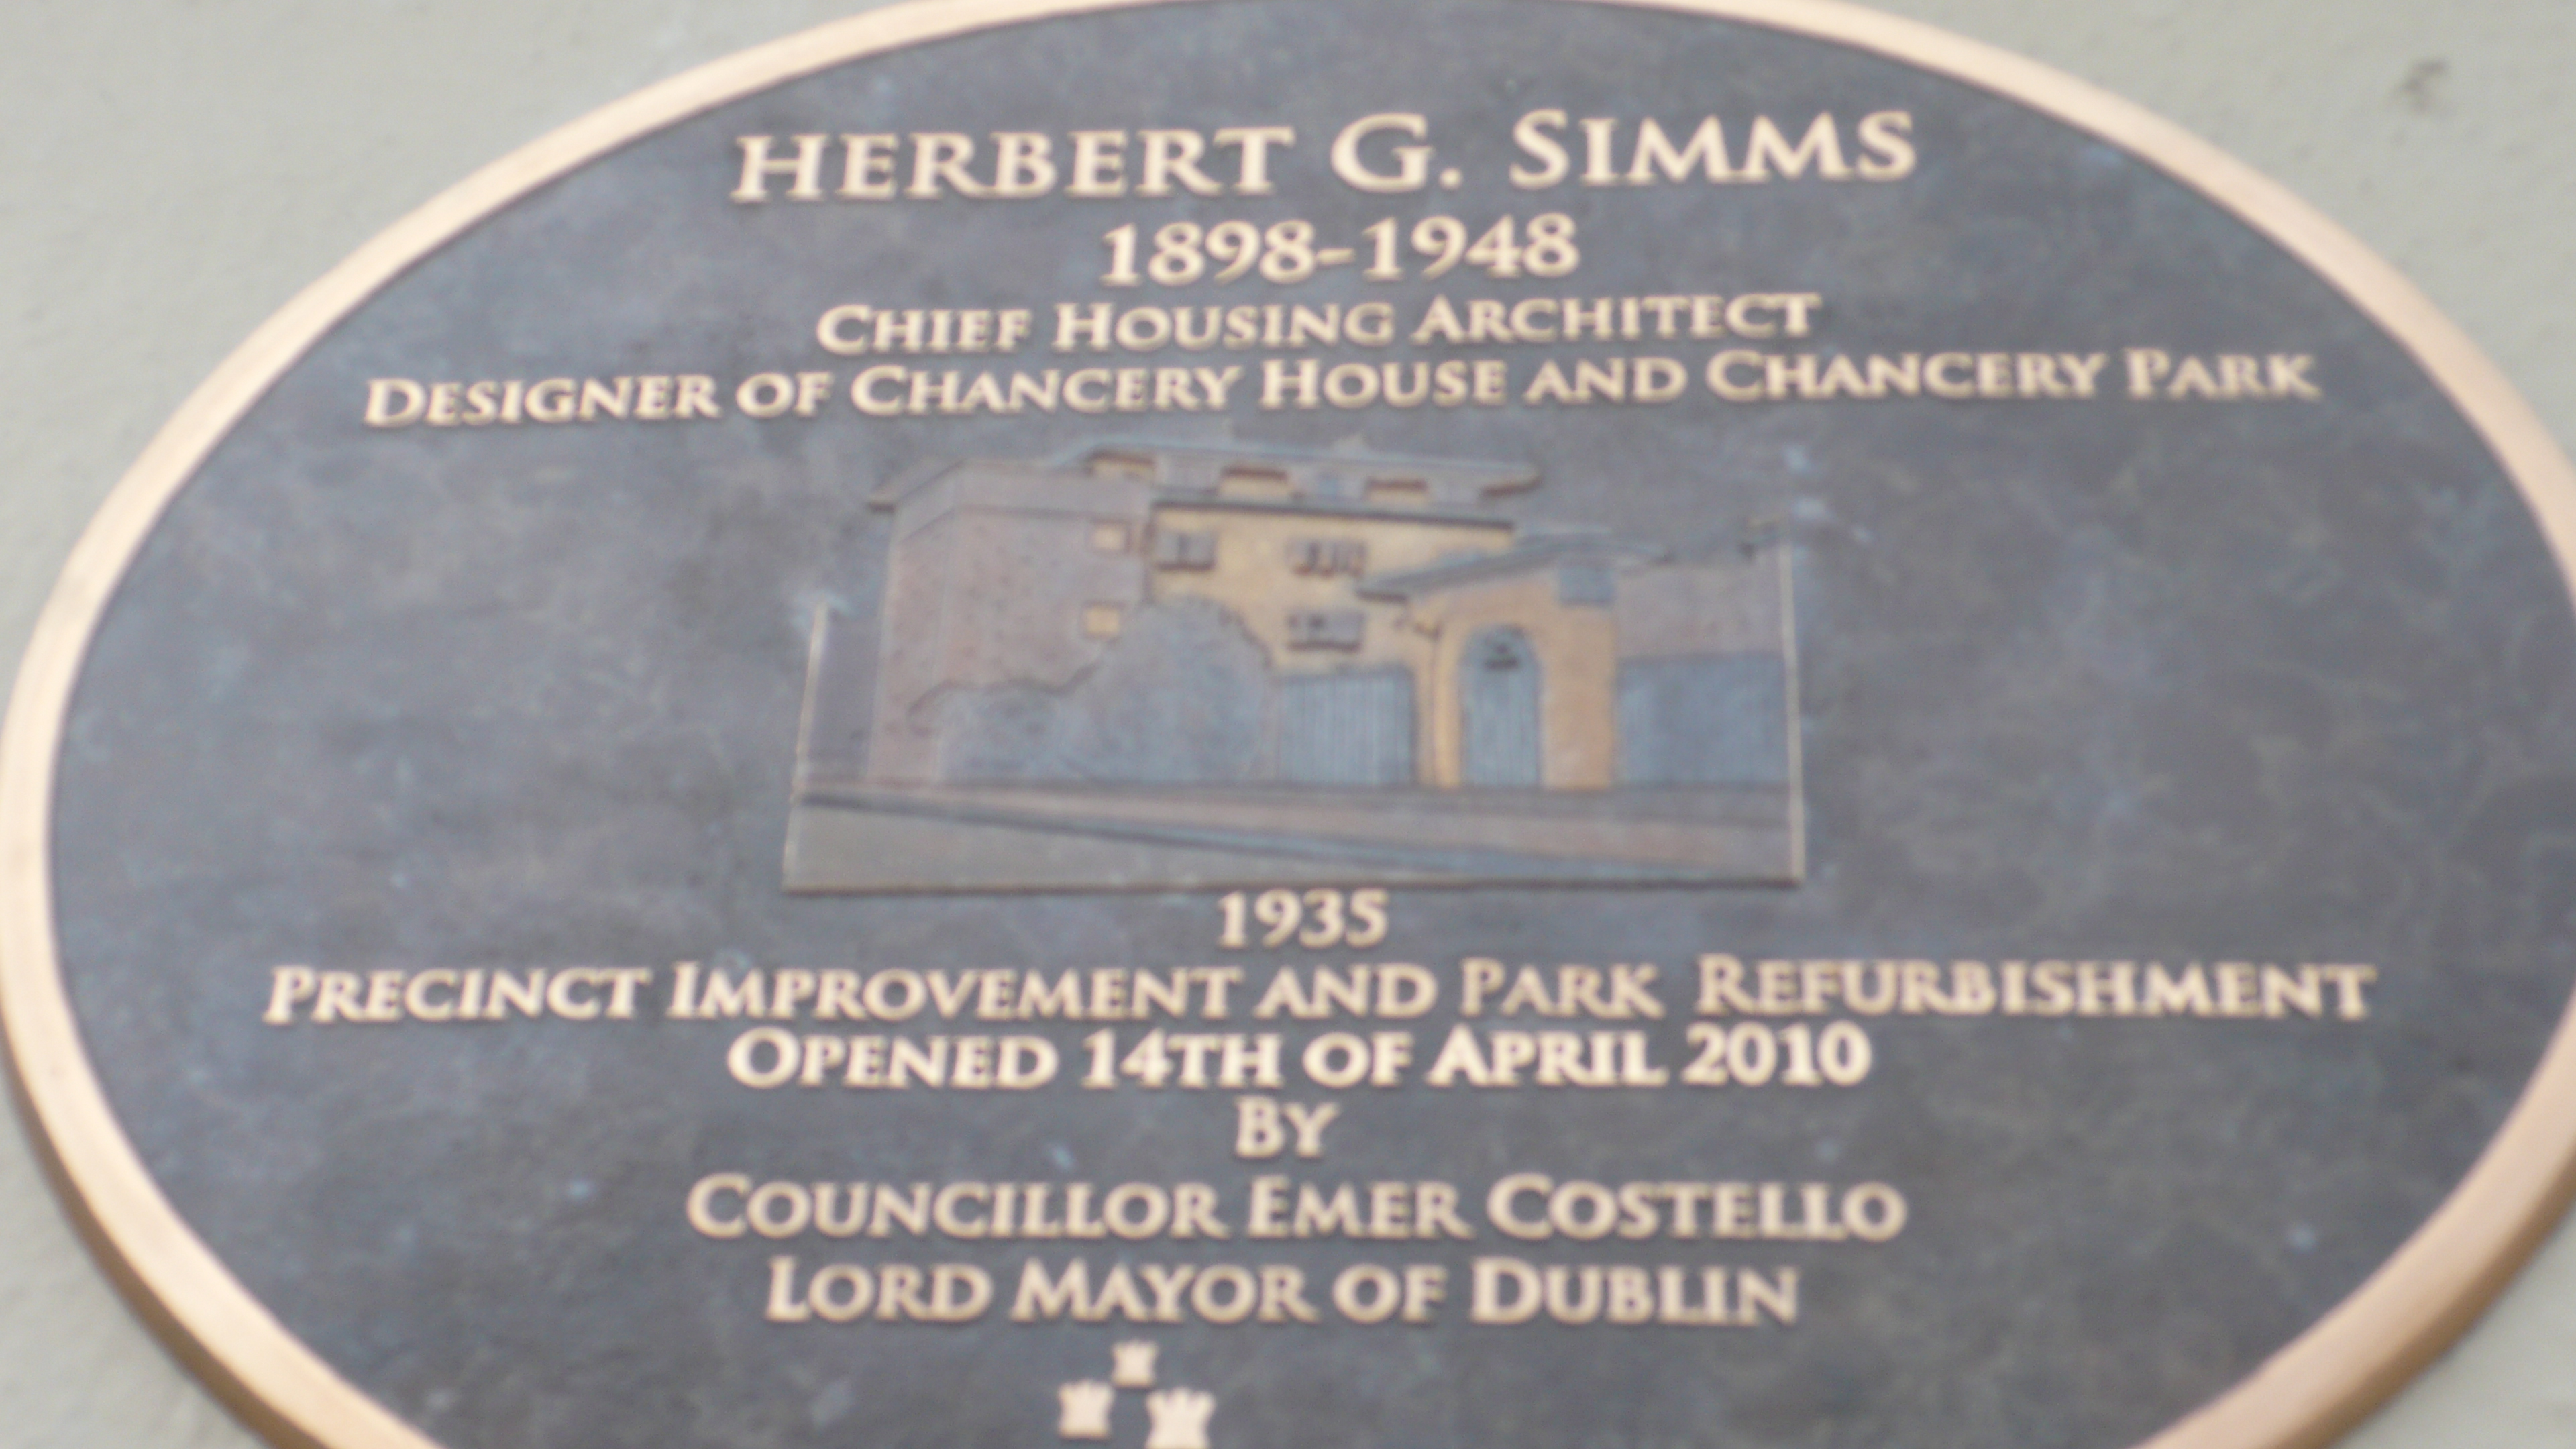 HERBERT G. SIMMS
1898-1948
CHIEF HOUSING ARCHITECT
DESIGNER OF CHANCERY HOUSE AND CHANCERY PARK
1935
PRECINCT IMPROVEMENT AND PARK REFURBISHMENT
OPENED 14TH OF APRIL 2010
BY
COUNCILLOR EMER COSTELLO
LORD MAYOR OF DUBLIN